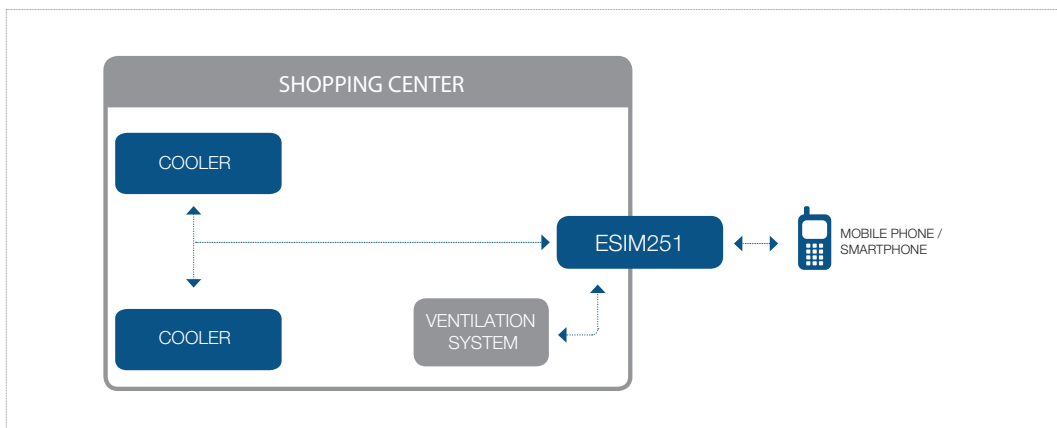 SHOPPING CENTER
COOLER
ESIM251
MOBILE PHONE /
SMARTPHONE
COOLER
VENTILATION
SYSTEM